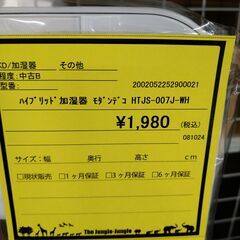 KD/加湿器 その他
程度:中古B
型番: 2002052252900021
ﾊｲﾌﾞﾘｯﾄﾞ加湿器 ﾓﾀﾞﾝﾃﾞｺ HTJS-007J-WH
¥1,980 (税込)
081024
サイズ:幅 奥行 高さ cm
□現状販売 □1ヶ月保証 □3ヶ月保証 □6ヶ月保証
The Jungle-Jungle